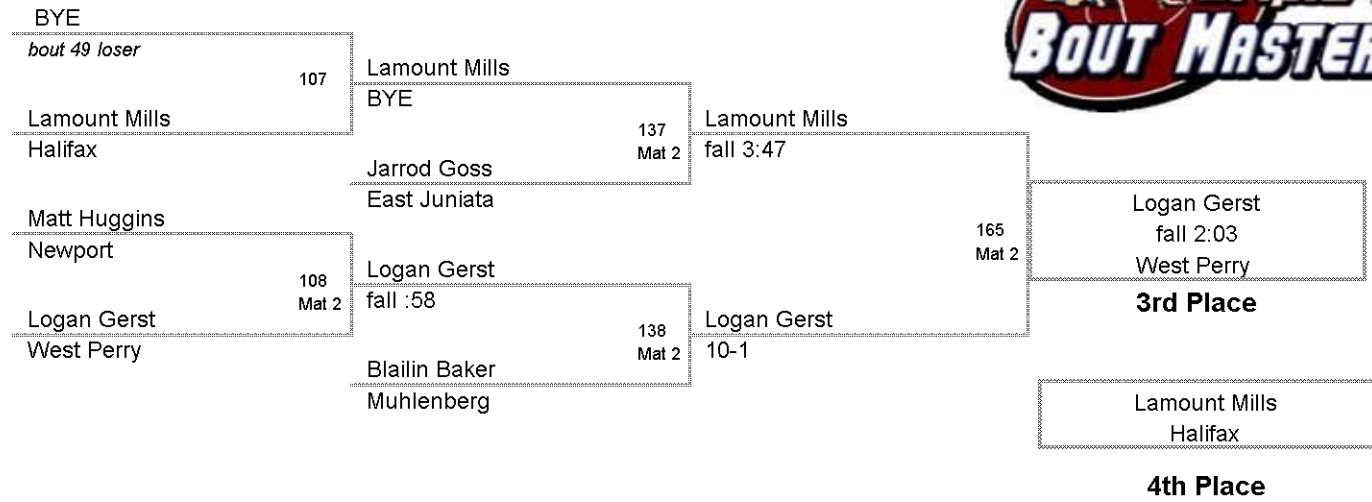 BYE
bout 49 loser
107
Lamount Mills
Halifax
Matt Huggins
Newport
108
Mat 2
Logan Gerst
West Perry
Lamount Mills
BYE
137
Mat 2
Jarrod Goss
East Juniata
Logan Gerst
fall :58
138
Mat 2
Blailin Baker
Muhlenberg
Lamount Mills
fall 3:47
165
Mat 2
Logan Gerst
10-1
BOUT MASTER
Logan Gerst
fall 2:03
West Perry
3rd Place
Lamount Mills
Halifax
4th Place